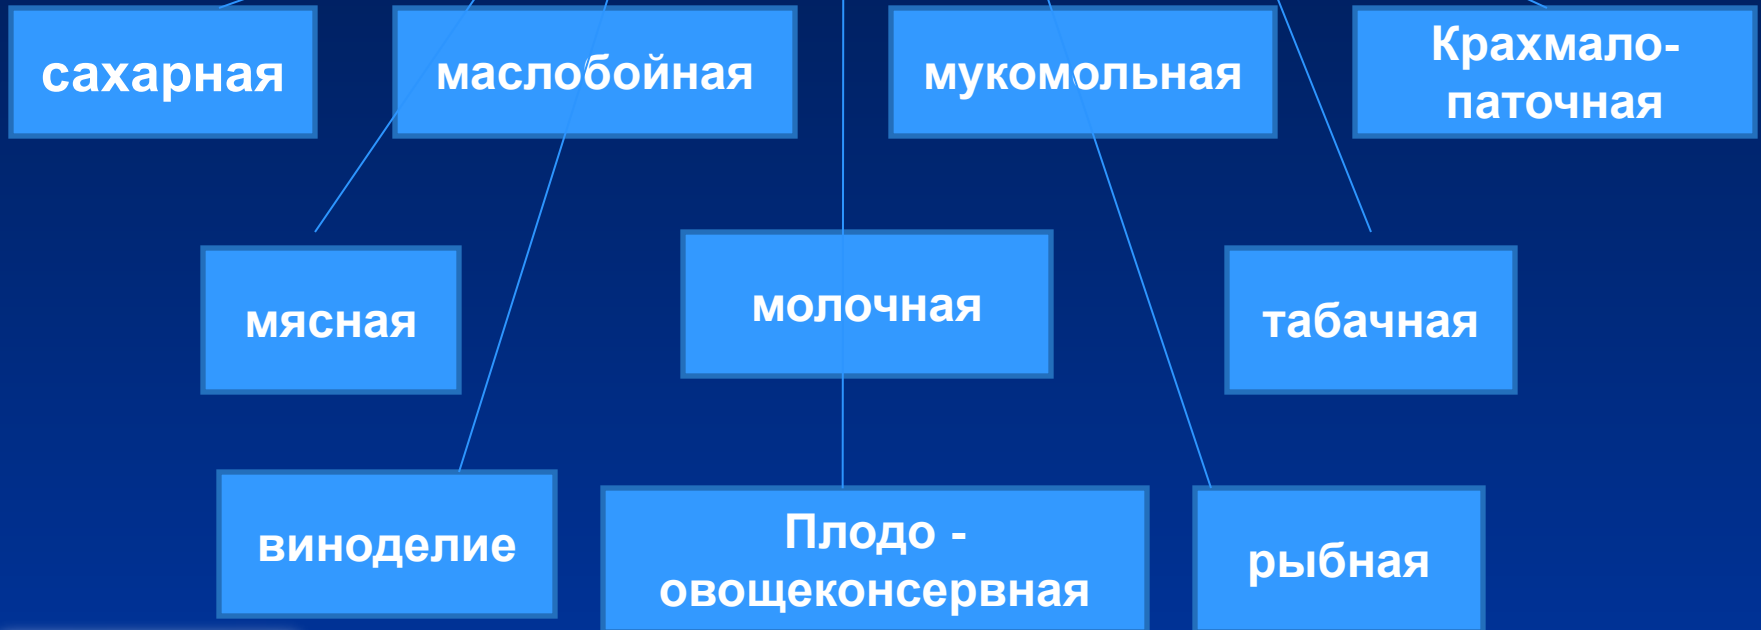 сахарная
маслобойная
мукомольная
Крахмало-
паточная
мясная
молочная
табачная
виноделие
Плодо -
овощеконсервная
рыбная